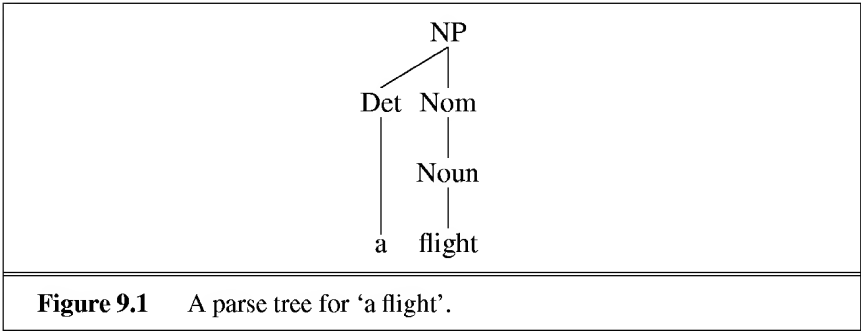 NP
Det Nom
Noun
a flight
Figure 9.1 A parse tree for ‘a flight’.